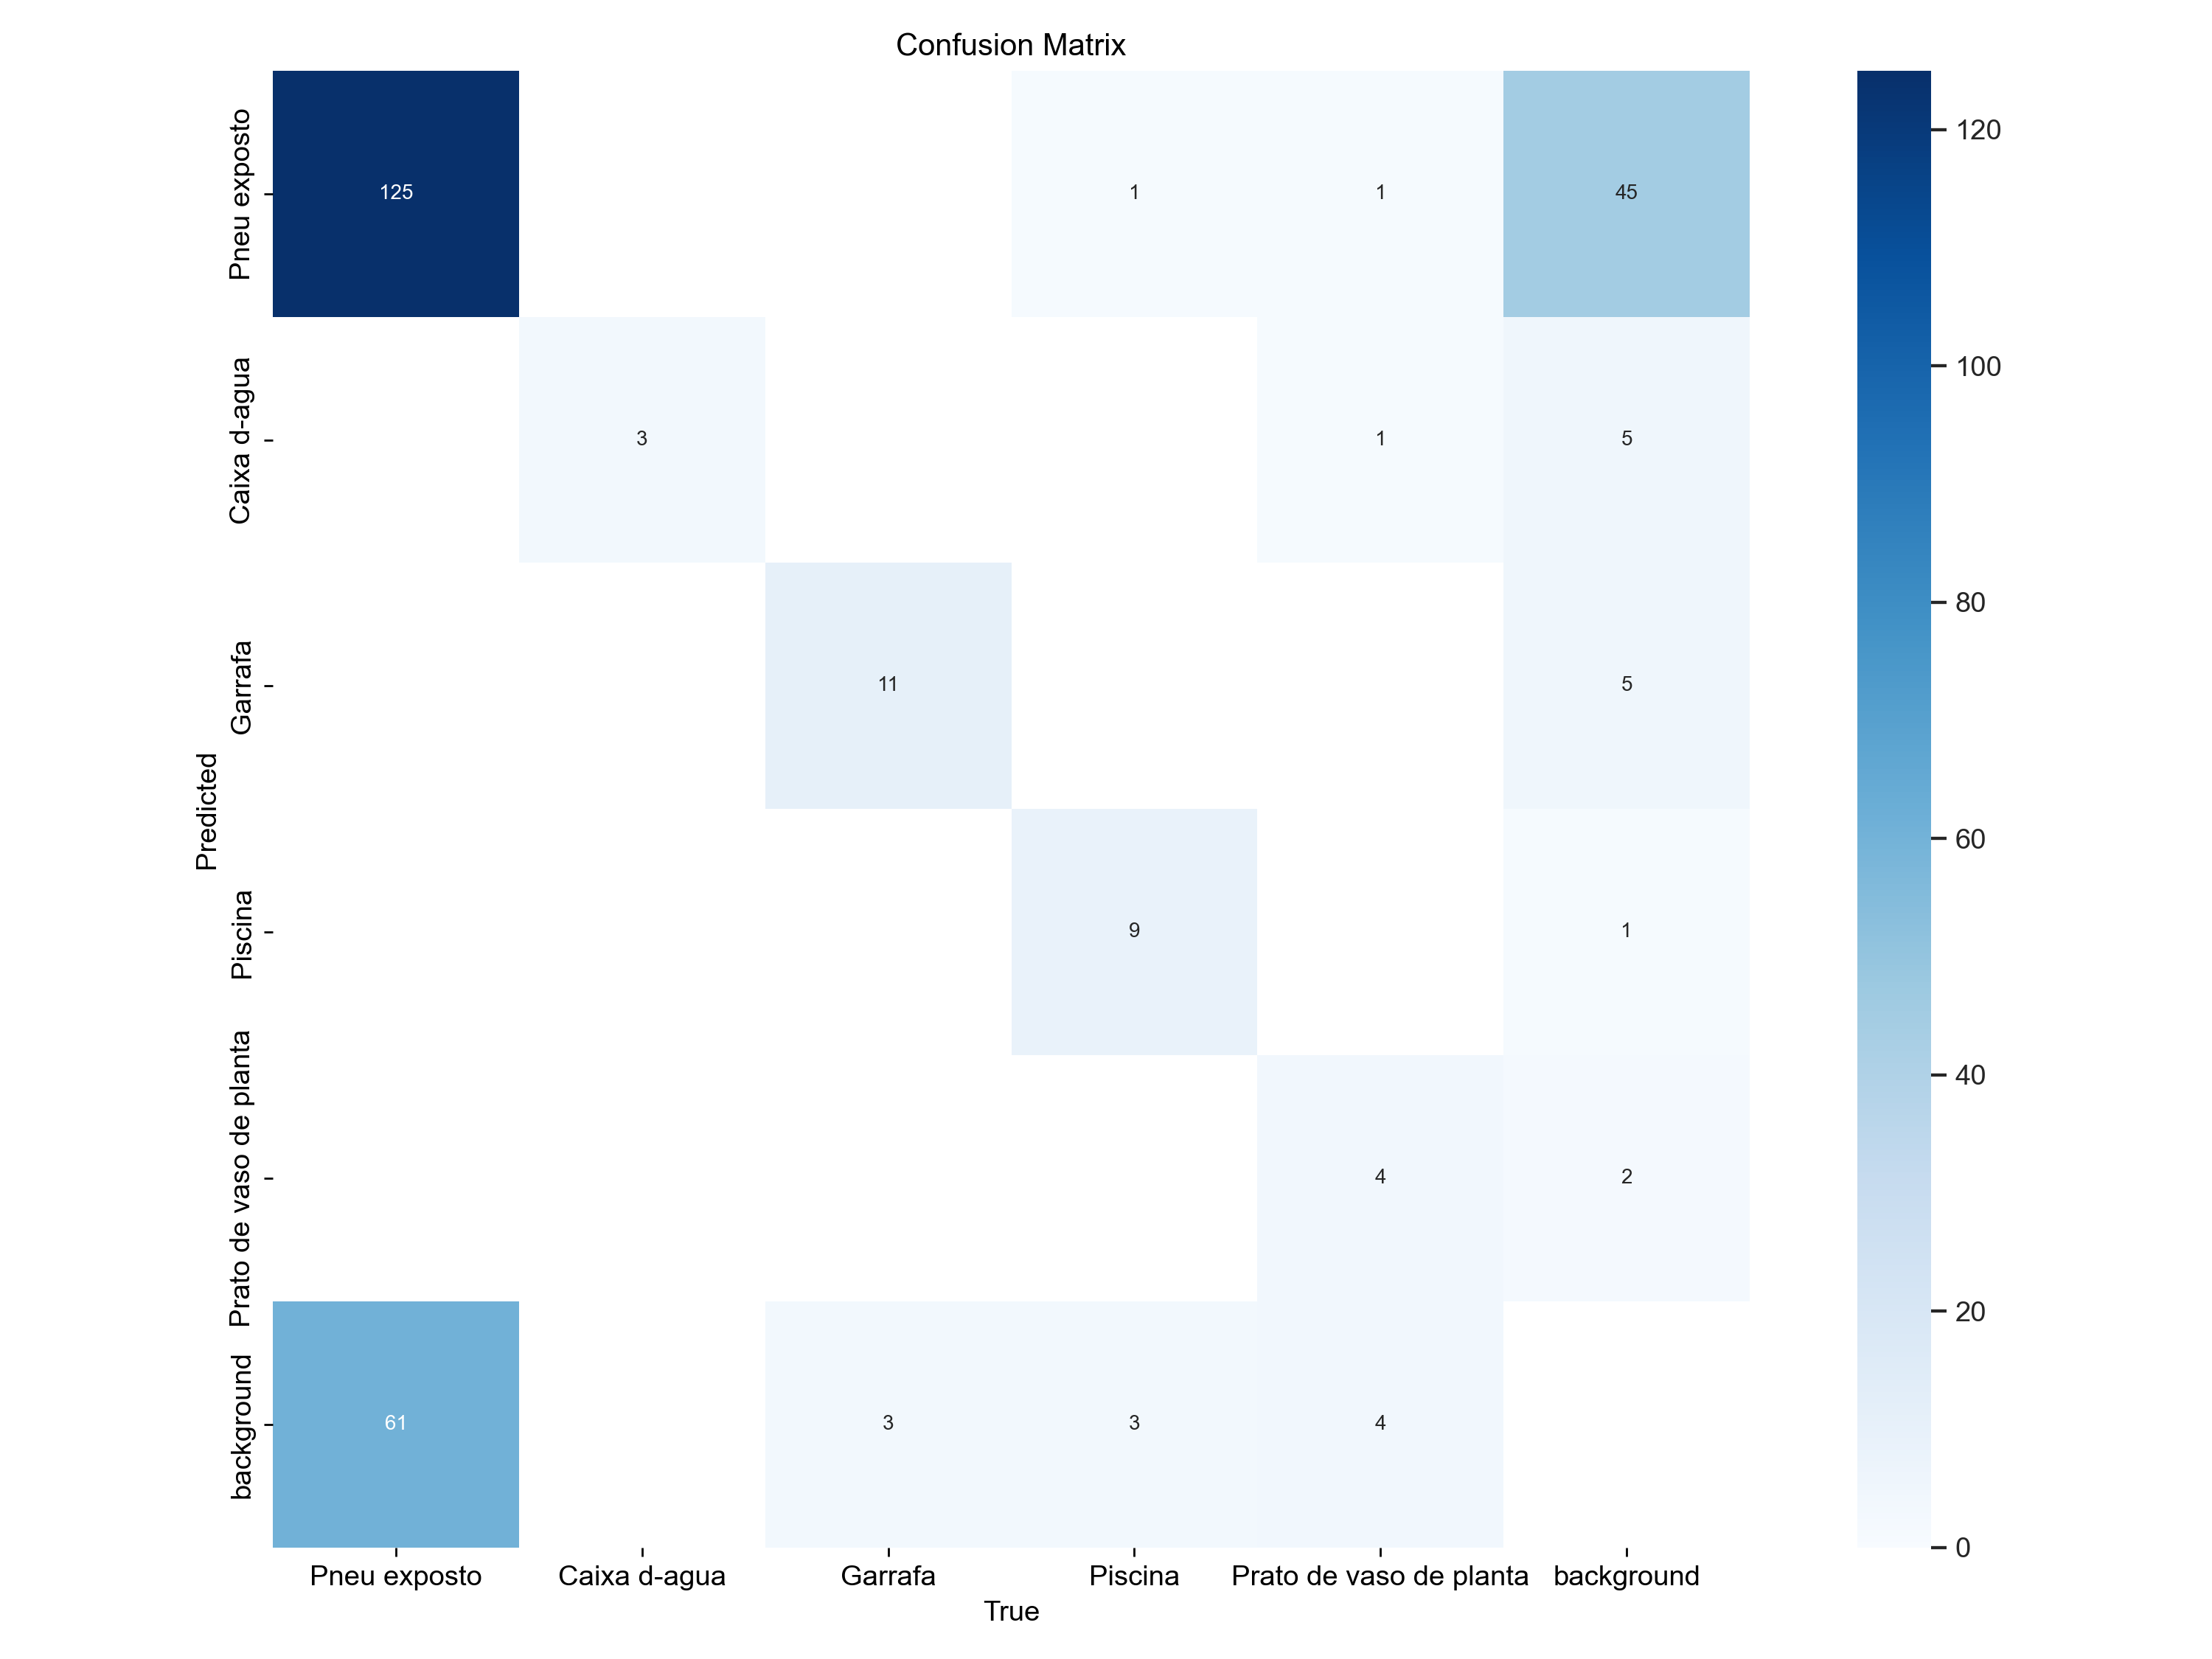 Confusion Matrix
Pneu exposto
125
1
1
45
Caixa d-agua
3
1
5
Garrafa
11
5
Piscina
9
1
Prato de vaso de planta
4
2
background
61
3
3
4
Predicted
Pneu exposto
Caixa d-agua
Garrafa
Piscina
Prato de vaso de planta
background
True
120
100
80
60
40
20
0